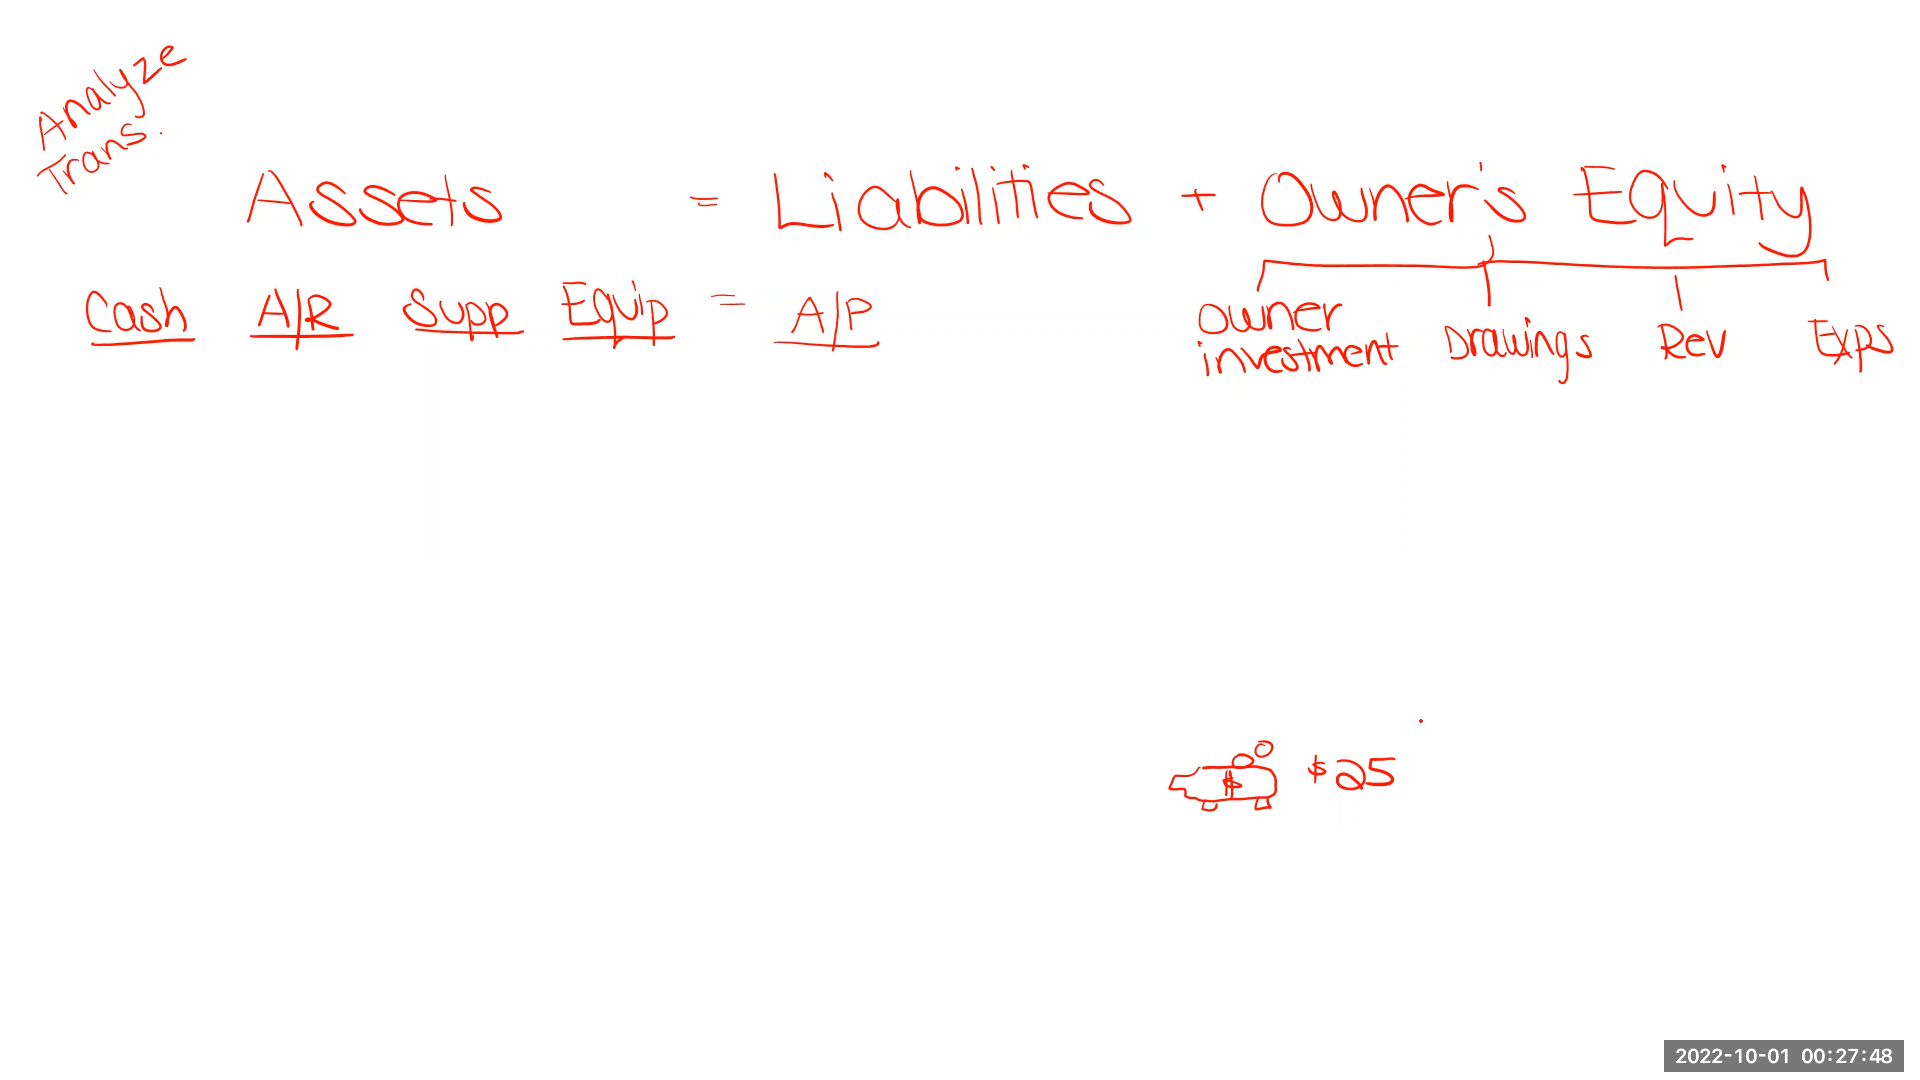 Analyze
Trans.
Assets = Liabilities + Owner's Equity
Cash A/R Supp Equip = A/P
owner
investment Drawings Rev Exps
$ $25
2022-10-01 00:27:48